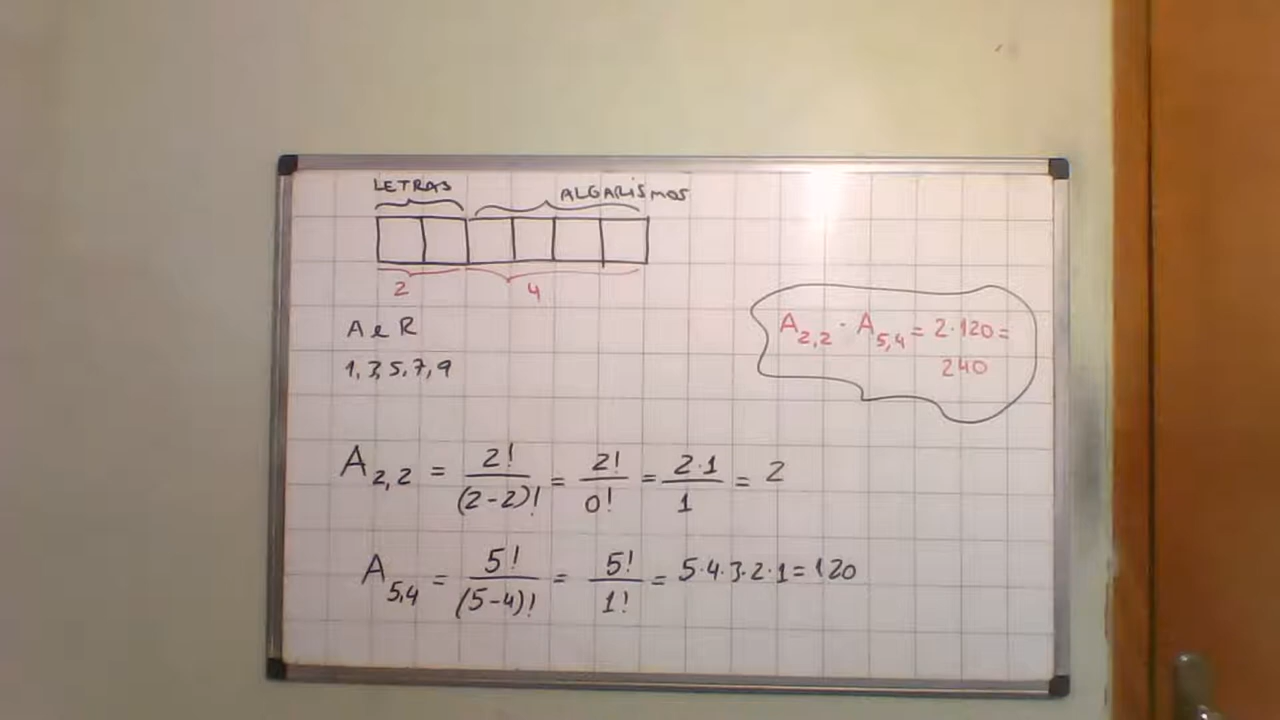 LETRAS ALGARISMOS
2 4
A e R
1, 3, 5, 7, 9
A2,2 · A5,4 = 2·120 =
240
A2,2 = 2!/(2-2)! = 2!/0! = 2·1/1 = 2
A5,4 = 5!/(5-4)! = 5!/1! = 5·4·3·2·1 = 120